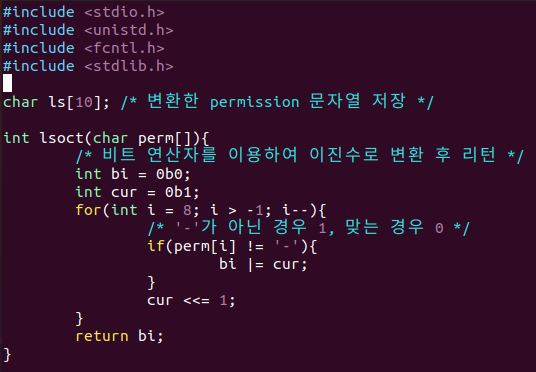 #include <stdio.h>
#include <unistd.h>
#include <fcntl.h>
#include <stdlib.h>
char ls[10]; /* 변환한 permission 문자열 저장 */
int lsoct(char perm[]){
/* 비트 연산자를 이용하여 이진수로 변환 후 리턴 */
int bi = 0b0;
int cur = 0b1;
for(int i = 8; i > -1; i--){
/* '-'가 아닌 경우 1, 맞는 경우 0 */
if(perm[i] != '-'){
bi |= cur;
}
cur <<= 1;
}
return bi;
}